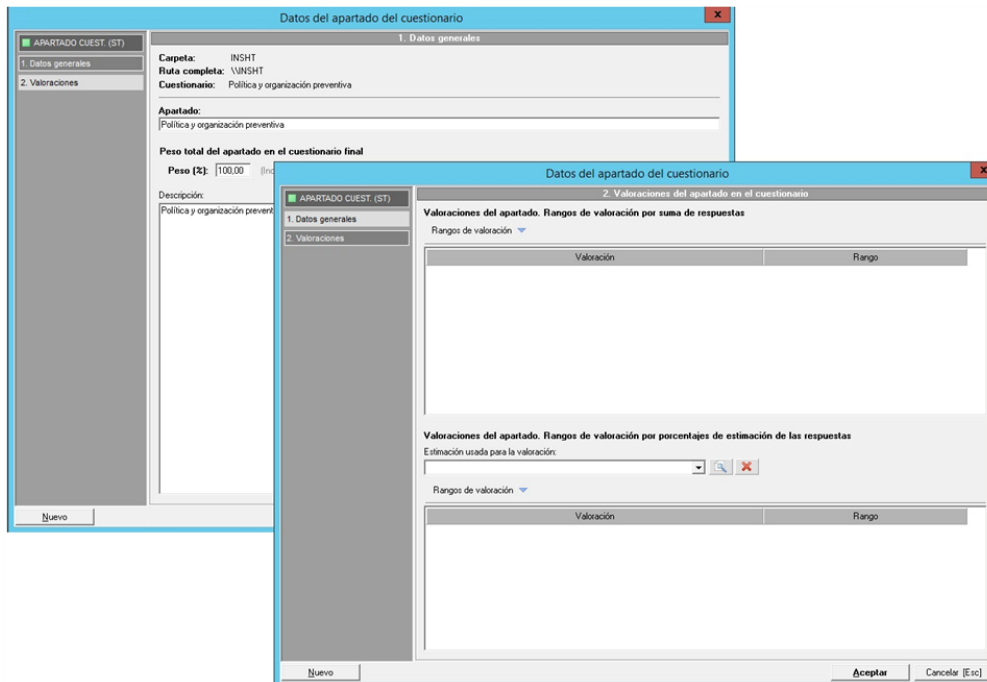 Datos del apartado del cuestionario
x
APARTADO CUEST. (ST)
1. Datos generales
2. Valoraciones
1. Datos generales
Carpeta: INSHT
Ruta completa: \\INSHT
Cuestionario: Política y organización preventiva
Apartado:
Política y organización preventiva
Peso total del apartado en el cuestionario final
Peso (%): 100,00
Descripción:
Política y organización prevent
Nuevo
Datos del apartado del cuestionario
x
APARTADO CUEST. (ST)
1. Datos generales
2. Valoraciones
2. Valoraciones del apartado en el cuestionario
Valoraciones del apartado. Rangos de valoración por suma de respuestas
Rangos de valoración
Valoración Rango
Valoraciones del apartado. Rangos de valoración por porcentajes de estimación de las respuestas
Estimación usada para la valoración:
Rangos de valoración
Valoración Rango
Nuevo
Aceptar Cancelar [Esc]